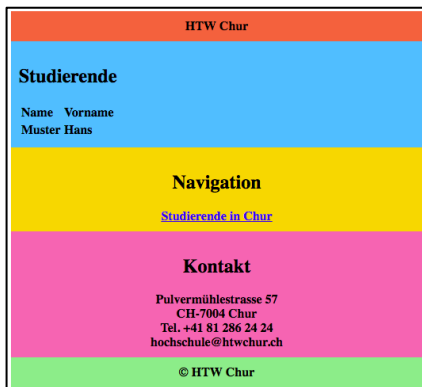 HTW Chur
Studierende
Name Vorname
Muster Hans
Navigation
Studierende in Chur
Kontakt
Pulvermühlestrasse 57
CH-7004 Chur
Tel. +41 81 286 24 24
hochschule@htwchur.ch
© HTW Chur